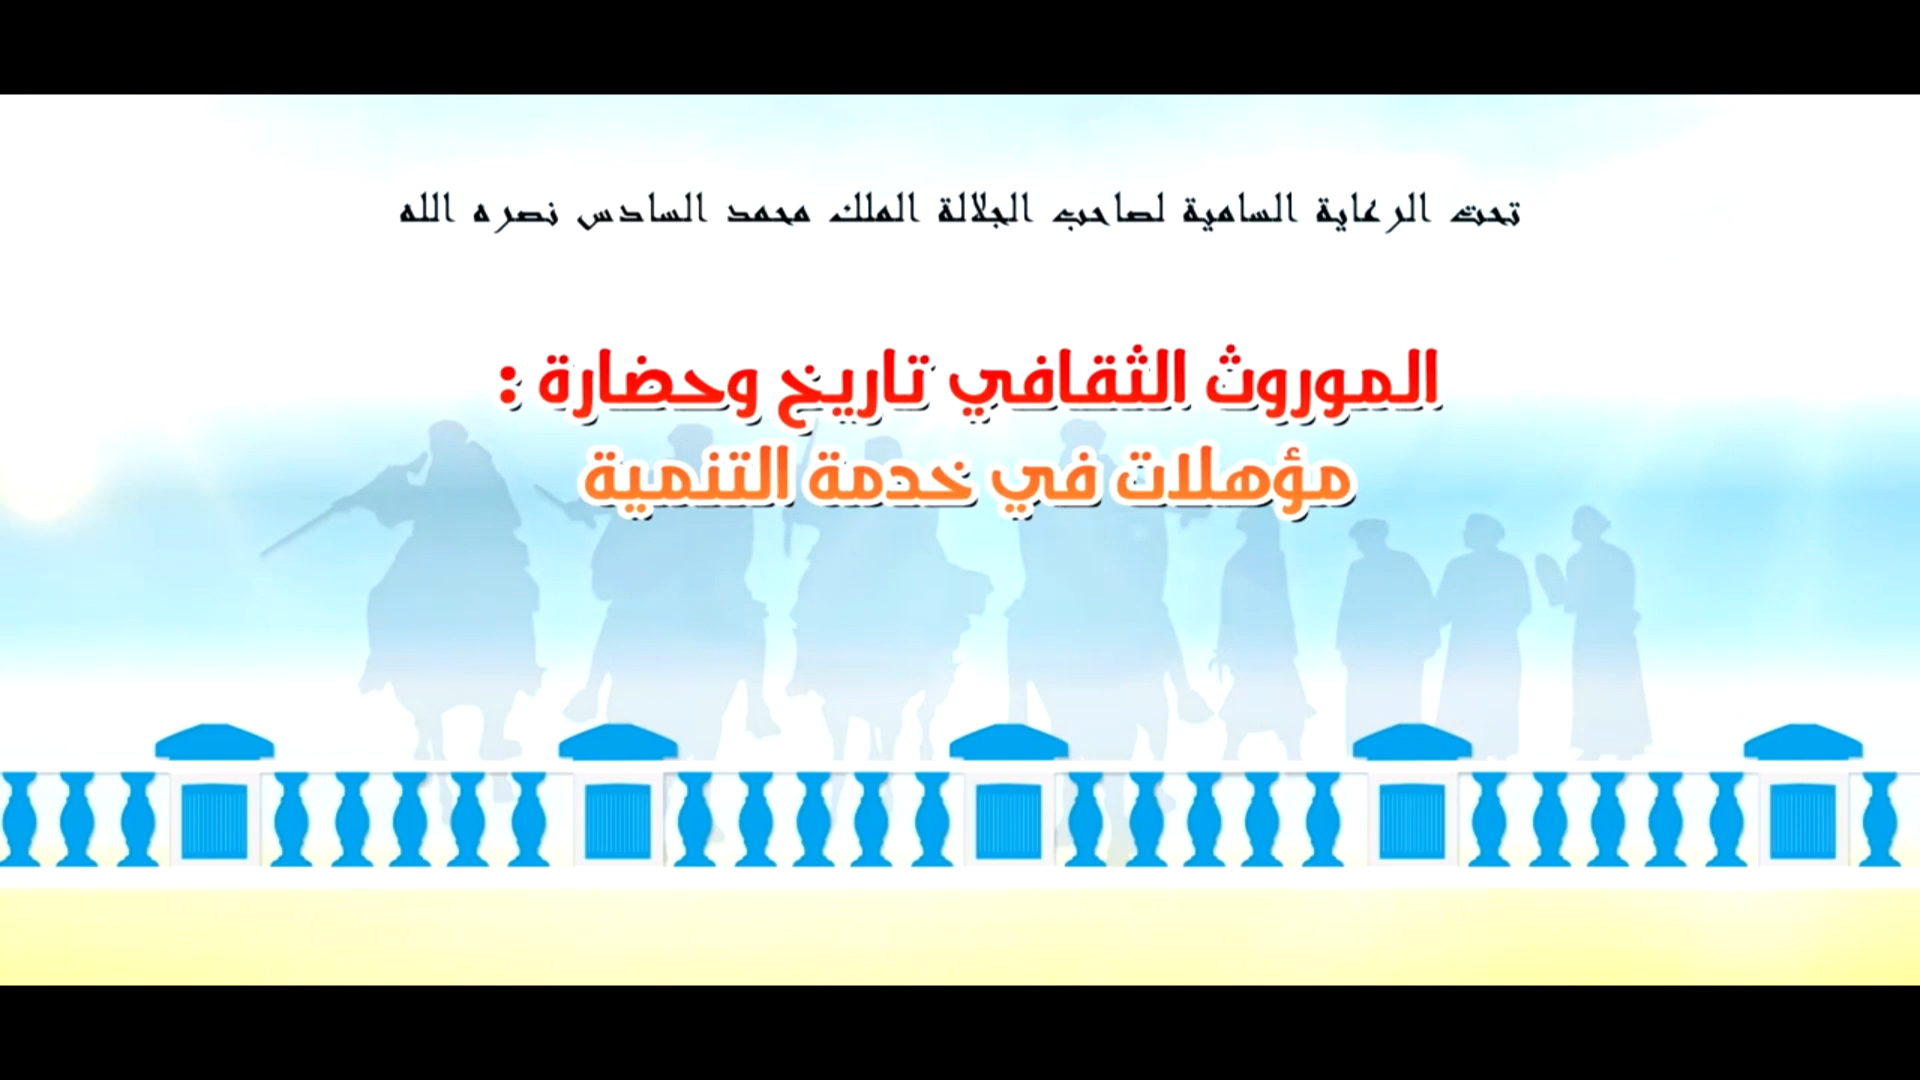 تحت الرعاية السامية لصاحب الجلالة الملك محمد السادس نصره الله
الموروث الثقافي تاريخ وحضارة :
مؤهلات في خدمة التنمية